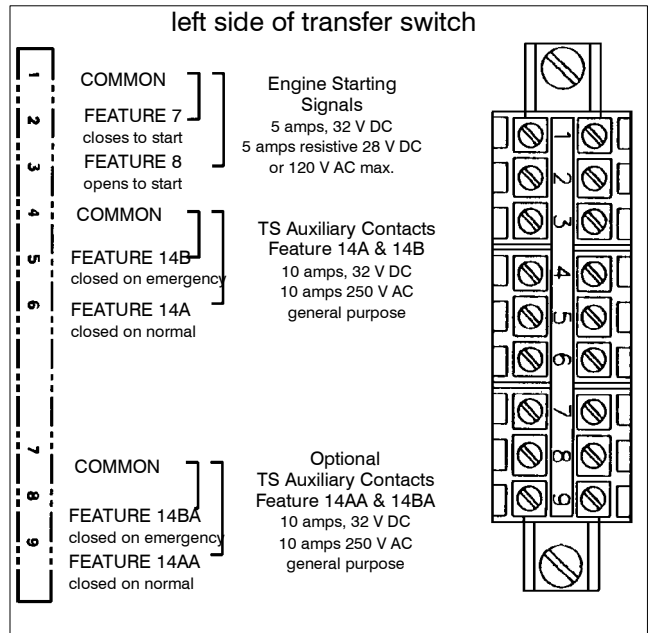 left side of transfer switch
1
COMMON
2
FEATURE 7
closes to start
3
FEATURE 8
opens to start
Engine Starting
Signals
5 amps, 32 V DC
5 amps resistive 28 V DC
or 120 V AC max.
4
COMMON
5
FEATURE 14B
closed on emergency
6
FEATURE 14A
closed on normal
TS Auxiliary Contacts
Feature 14A & 14B
10 amps, 32 V DC
10 amps 250 V AC
general purpose
7
COMMON
8
FEATURE 14BA
closed on emergency
9
FEATURE 14AA
closed on normal
Optional
TS Auxiliary Contacts
Feature 14AA & 14BA
10 amps, 32 V DC
10 amps 250 V AC
general purpose
1
2
3
4
5
6
7
8
9